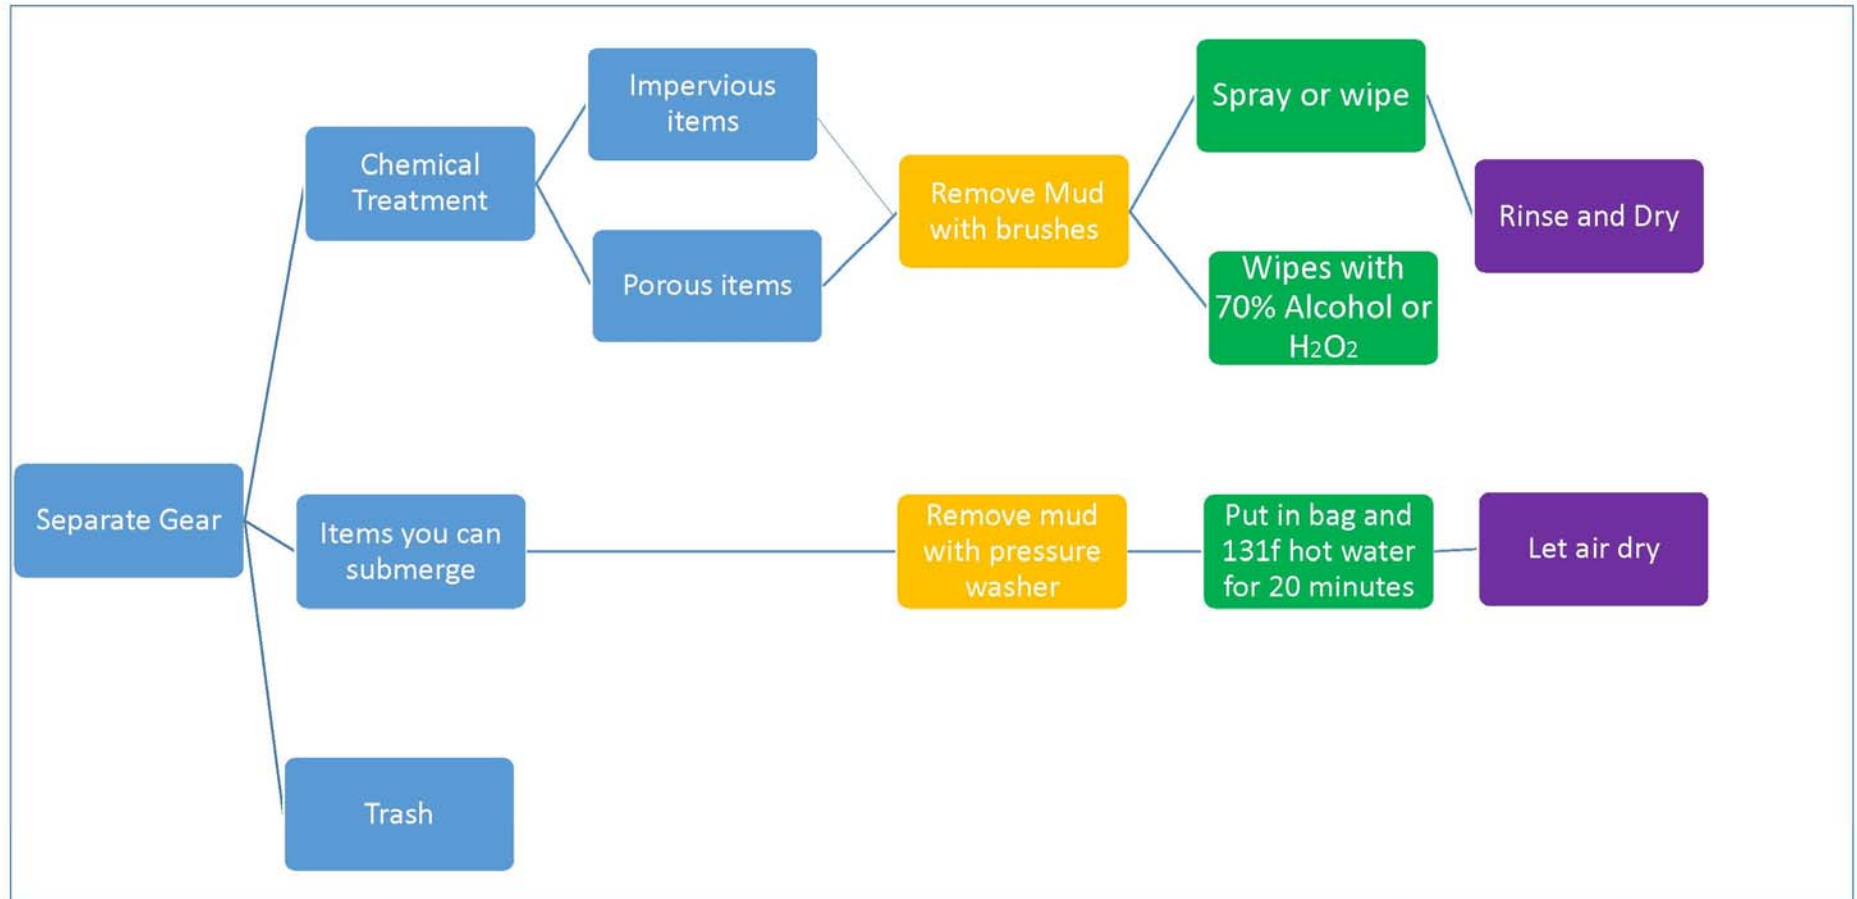 Impervious
items
Spray or wipe
Chemical
Treatment
Remove Mud
with brushes
Rinse and Dry
Porous items
Wipes with
70% Alcohol or
H₂O₂
Separate Gear
Items you can
submerge
Remove mud
with pressure
washer
Put in bag and
131f hot water
for 20 minutes
Let air dry
Trash